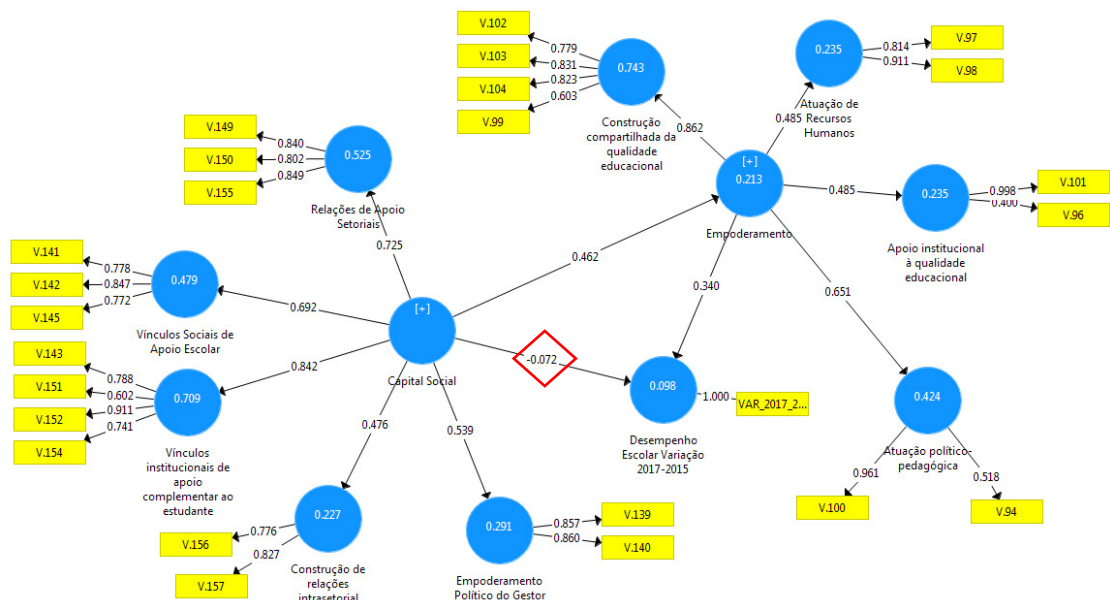 V.102
V.103
V.104
V.99
0.779
0.831
0.823
0.603
0.743
Construção
compartilhada da
qualidade
educacional
0.862
0.235
0.814
0.911
V.97
V.98
Atuação de
Recursos
Humanos
0.485
V.149
V.150
V.155
0.840
0.802
0.849
0.525
Relações de Apoio
Setoriais
0.725
[+]
0.213
Empoderamento
0.485
0.235
0.998
0.400
V.101
V.96
Apoio institucional
à qualidade
educacional
V.141
V.142
V.145
0.778
0.847
0.772
0.479
Vínculos Sociais de
Apoio Escolar
0.692
0.462
0.340
0.651
[+]
Capital Social
-0.072
V.143
V.151
V.152
V.154
0.788
0.602
0.911
0.741
0.709
Vínculos
institucionais de
apoio
complementar ao
estudante
0.842
0.098
1.000
VAR_2017_2...
Desempenho
Escolar Variação
2017-2015
0.424
Atuação político-
pedagógica
0.961
0.518
V.100
V.94
0.476
0.539
0.227
0.776
0.827
V.156
V.157
Construção de
relações
intrasetorial
0.291
0.857
0.860
V.139
V.140
Empoderamento
Político do Gestor